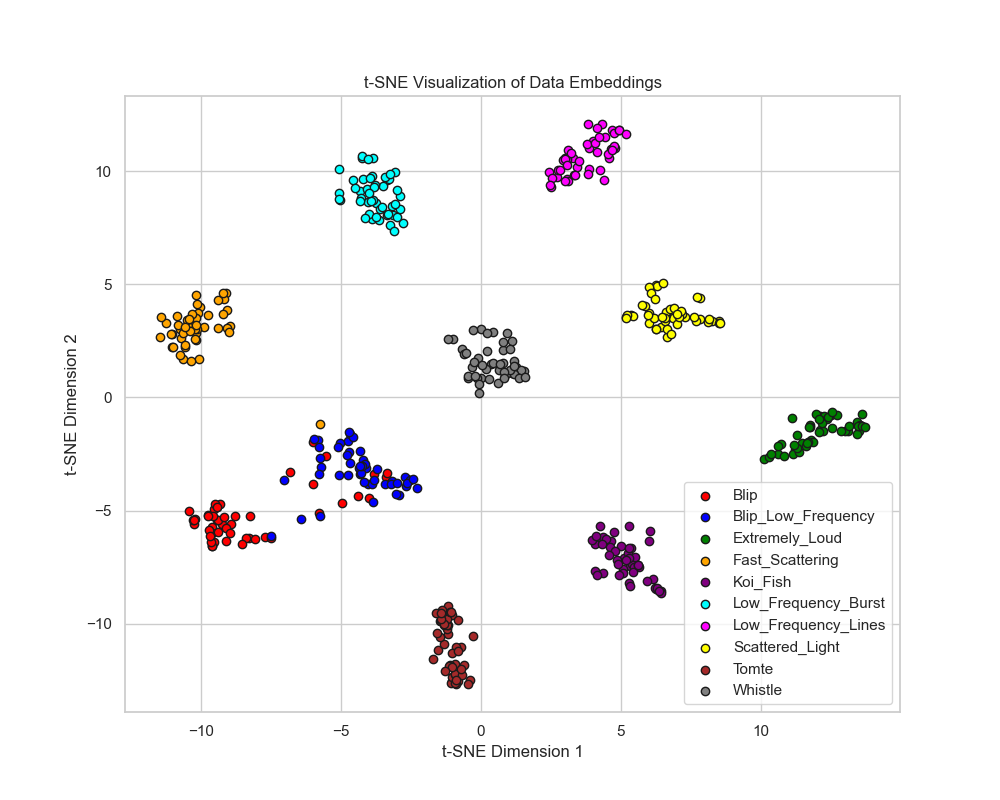 t-SNE Visualization of Data Embeddings
t-SNE Dimension 2
10
5
0
−5
−10
Blip
Blip_Low_Frequency
Extremely_Loud
Fast_Scattering
Koi_Fish
Low_Frequency_Burst
Low_Frequency_Lines
Scattered_Light
Tomte
Whistle
−10 −5 0 5 10
t-SNE Dimension 1